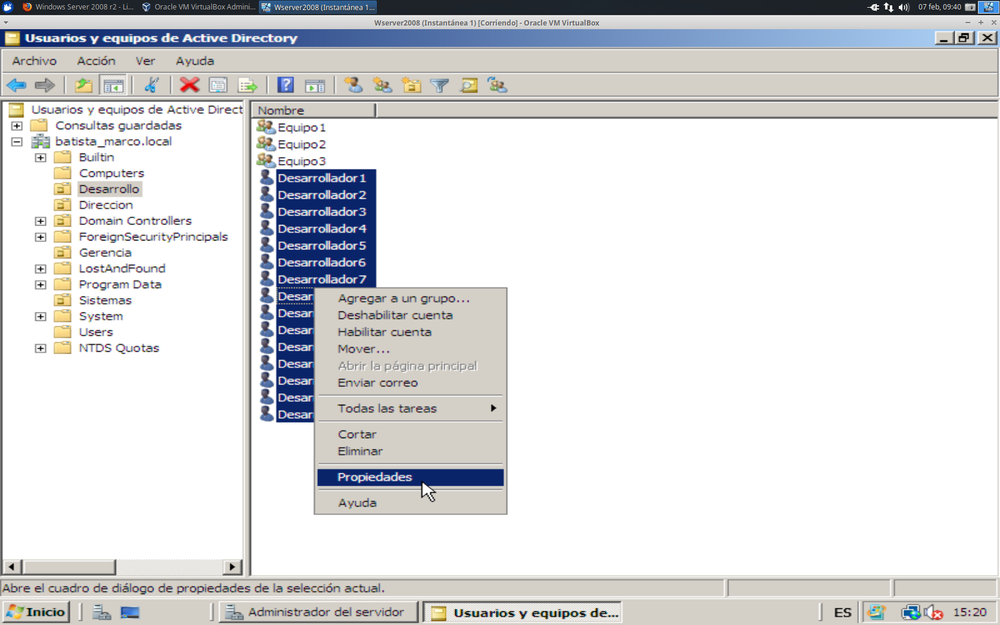 Windows Server 2008 r2 - Li...
Oracle VM VirtualBox Admini...
Wserver2008 (Instantánea 1...
07 feb, 09:40
Wserver2008 (Instantánea 1) [Corriendo] - Oracle VM VirtualBox
Usuarios y equipos de Active Directory
Archivo Acción Ver Ayuda
Usuarios y equipos de Active Direct
Consultas guardadas
batista_marco.local
Builtin
Computers
Desarrollo
Direccion
Domain Controllers
ForeignSecurityPrincipals
Gerencia
LostAndFound
Program Data
Sistemas
System
Users
NTDS Quotas
Nombre
Equipo1
Equipo2
Equipo3
Desarrollador1
Desarrollador2
Desarrollador3
Desarrollador4
Desarrollador5
Desarrollador6
Desarrollador7
Desar
Desar
Desar
Desar
Desar
Desar
Desar
Desar
Agregar a un grupo...
Deshabilitar cuenta
Habilitar cuenta
Mover...
Abrir la página principal
Enviar correo
Todas las tareas
Cortar
Eliminar
Propiedades
Ayuda
Abre el cuadro de diálogo de propiedades de la selección actual.
Inicio
Administrador del servidor
Usuarios y equipos de...
ES
15:20